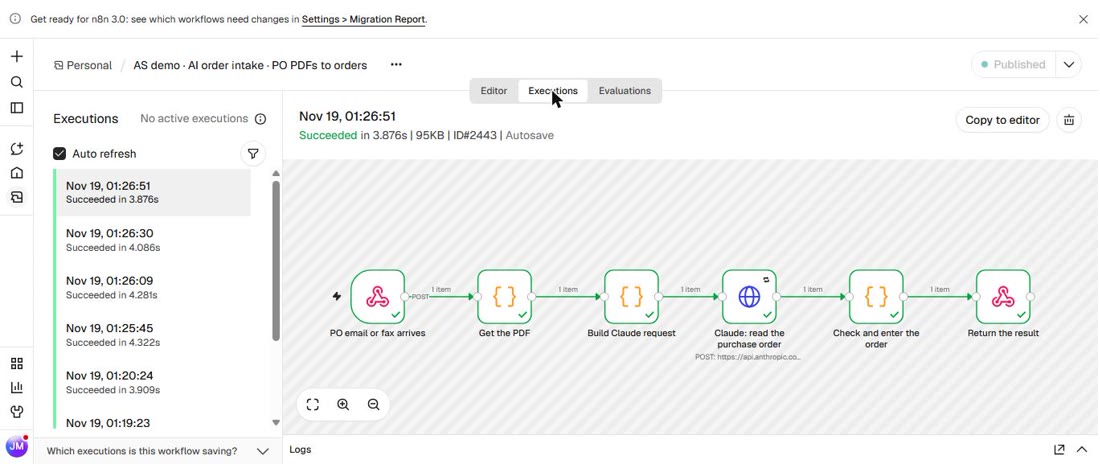 Get ready for n8n 3.0: see which workflows need changes in Settings > Migration Report.
Personal / AS demo · AI order intake · PO PDFs to orders ...
Published
Editor Executions Evaluations
Executions No active executions
Auto refresh
Nov 19, 01:26:51
Succeeded in 3.876s
Nov 19, 01:26:30
Succeeded in 4.086s
Nov 19, 01:26:09
Succeeded in 4.281s
Nov 19, 01:25:45
Succeeded in 4.322s
Nov 19, 01:20:24
Succeeded in 3.909s
Nov 19, 01:19:23
Which executions is this workflow saving?
JM
Nov 19, 01:26:51
Succeeded in 3.876s | 95KB | ID#2443 | Autosave
Copy to editor
POST
1 item
1 item
1 item
1 item
1 item
PO email or fax arrives
Get the PDF
Build Claude request
Claude: read the
purchase order
POST: https://api.anthropic.co...
Check and enter the
order
Return the result
Logs